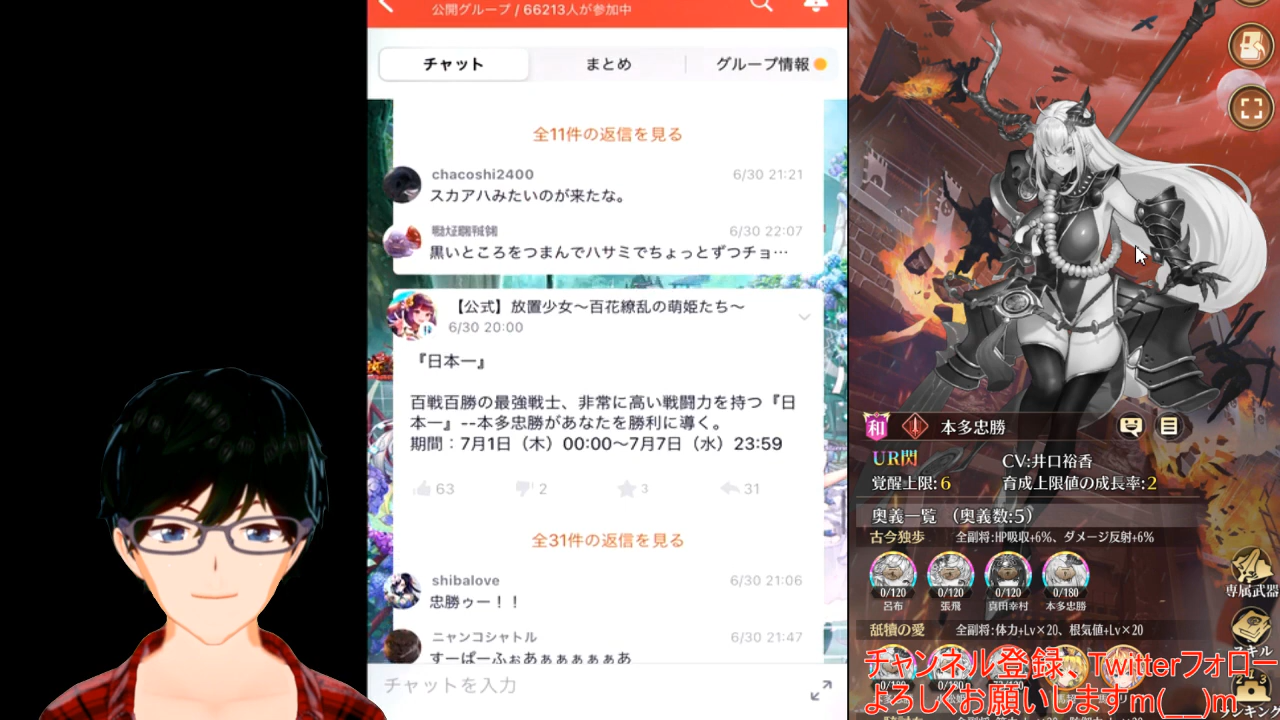 公開グループ / 66213人が参加中
チャット
まとめ
グループ情報
全11件の返信を見る
chacoshi2400
6/30 21:21
スカアハみたいのが来たな。
6/30 22:07
黒いところをつまんでハサミでちょっとずつチョ…
【公式】放置少女〜百花繚乱の萌姫たち〜
6/30 20:00
『日本一』
百戦百勝の最強戦士、非常に高い戦闘力を持つ『日
本一』--本多忠勝があなたを勝利に導く。
期間：7月1日（木）00:00〜7月7日（水）23:59
63
2
3
31
全31件の返信を見る
shibalove
6/30 21:06
忠勝ゥー！！
ニャンコシャトル
6/30 21:47
すーぱーふぉあぁぁぁぁぁあ
チャットを入力
和
本多忠勝
UR閃
CV:井口裕香
覚醒上限:6
育成上限値の成長率:2
奥義一覧 （奥義数:5）
古今独歩
全副将:HP吸収+6%、ダメージ反射+6%
0/120
0/120
0/120
0/180
呂布
張飛
真田幸村
本多忠勝
専属武器
舐犢の愛
全副将:体力+Lv×20、根気値+Lv×20
スキル
チャンネル登録、Twitterフォロー
よろしくお願いしますm(__)m
ランキング